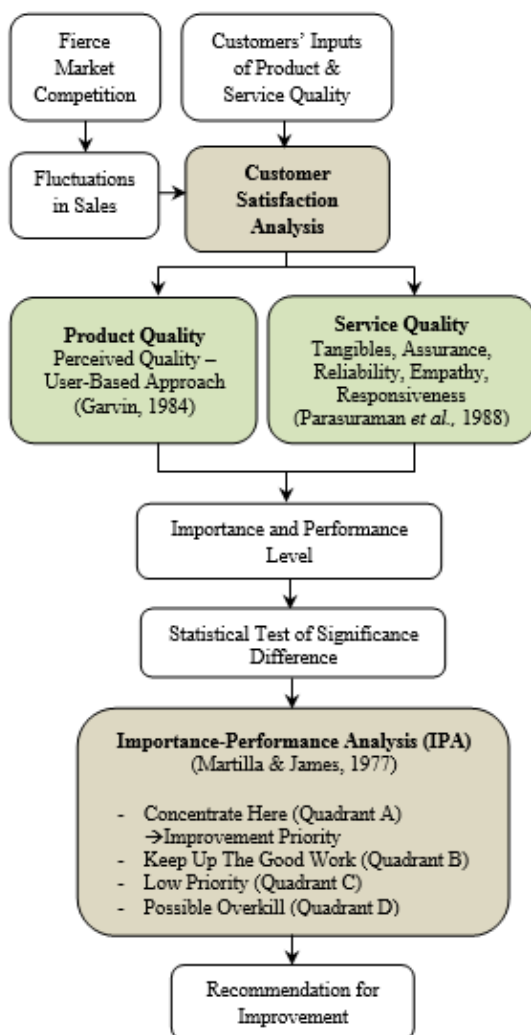 Fierce
Market
Competition
Customers’ Inputs
of Product &
Service Quality
Fluctuations
in Sales
Customer
Satisfaction
Analysis
Product Quality
Perceived Quality –
User-Based Approach
(Garvin, 1984)
Service Quality
Tangibles, Assurance,
Reliability, Empathy,
Responsiveness
(Parasuraman et al., 1988)
Importance and Performance
Level
Statistical Test of Significance
Difference
Importance-Performance Analysis (IPA)
(Martilla & James, 1977)
- Concentrate Here (Quadrant A)
→Improvement Priority
- Keep Up The Good Work (Quadrant B)
- Low Priority (Quadrant C)
- Possible Overkill (Quadrant D)
Recommendation for
Improvement